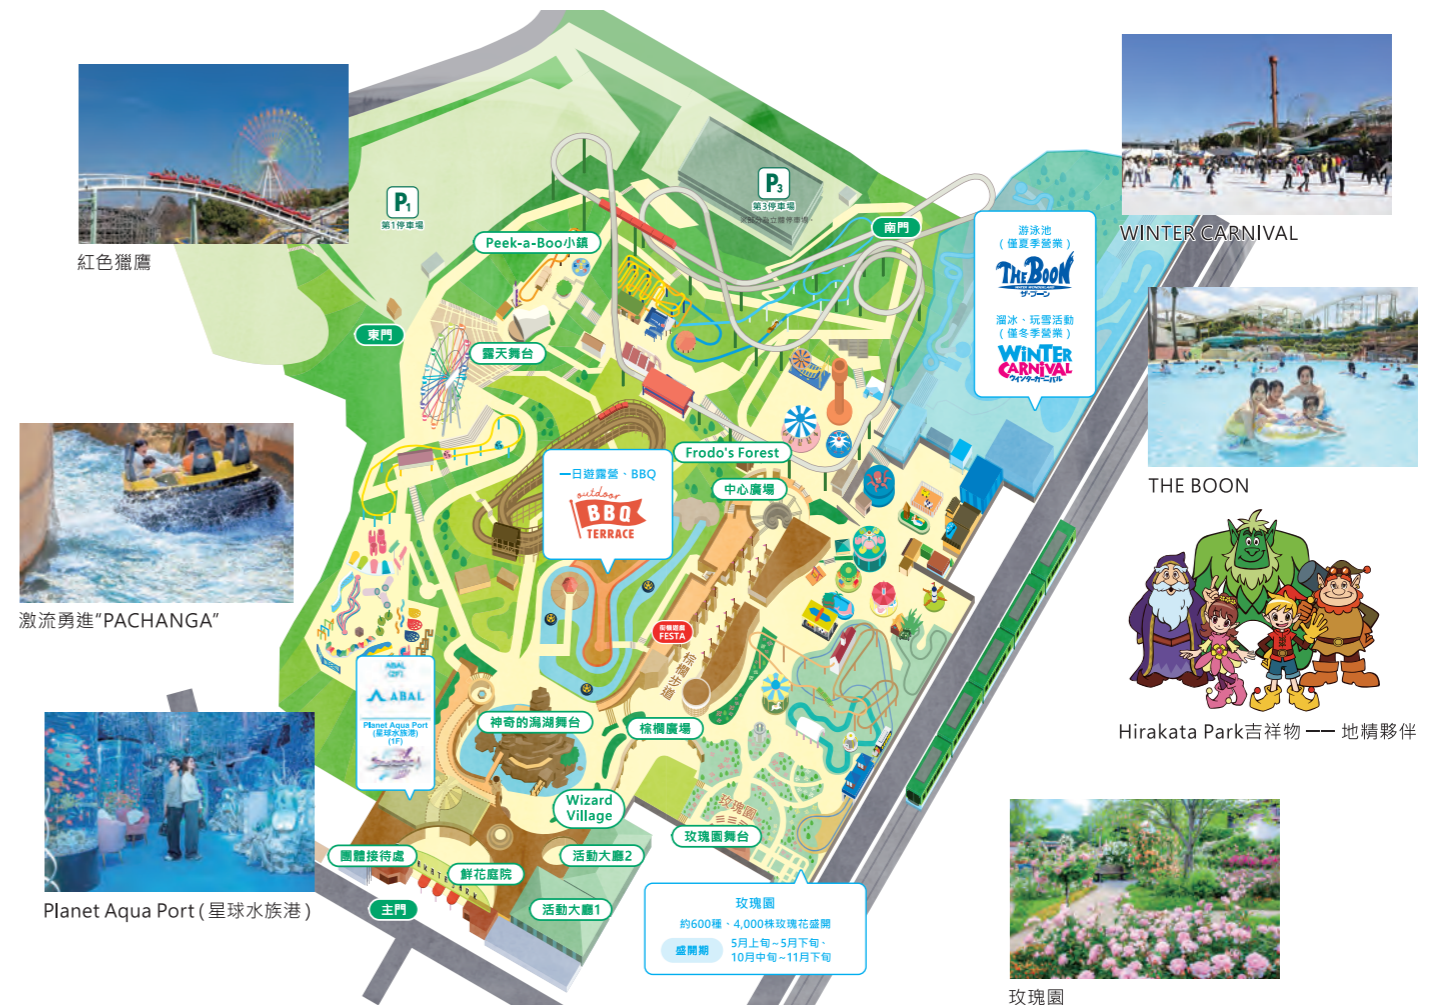 紅色獵鷹
激流勇進"PACHANGA"
Planet Aqua Port ( 星球水族港 )
P1
第1停車場
P3
第3停車場
Peek-a-Boo小鎮
南門
東門
露天舞台
游泳池
( 僅夏季營業 )
THE BOON
WATER WONDERLAND
ザ・ブーン
溜冰、玩雪活動
( 僅冬季營業 )
WiNTER
CARNiVAL
ウインターカーニバル
一日遊露營、BBQ
outdoor
BBQ
TERRACE
Frodo's Forest
中心廣場
FESTA
棕櫚步道
ABAL
(2F)
ABAL
Planet Aqua Port
(星球水族港)
(1F)
神奇的潟湖舞台
棕櫚廣場
Wizard
Village
玫瑰園
玫瑰園舞台
團體接待處
鮮花庭院
活動大廳2
活動大廳1
主門
玫瑰園
約600種、4,000株玫瑰花盛開
盛開期
5月上旬~5月下旬、
10月中旬~11月下旬
WINTER CARNIVAL
THE BOON
Hirakata Park吉祥物 ── 地精夥伴
玫瑰園